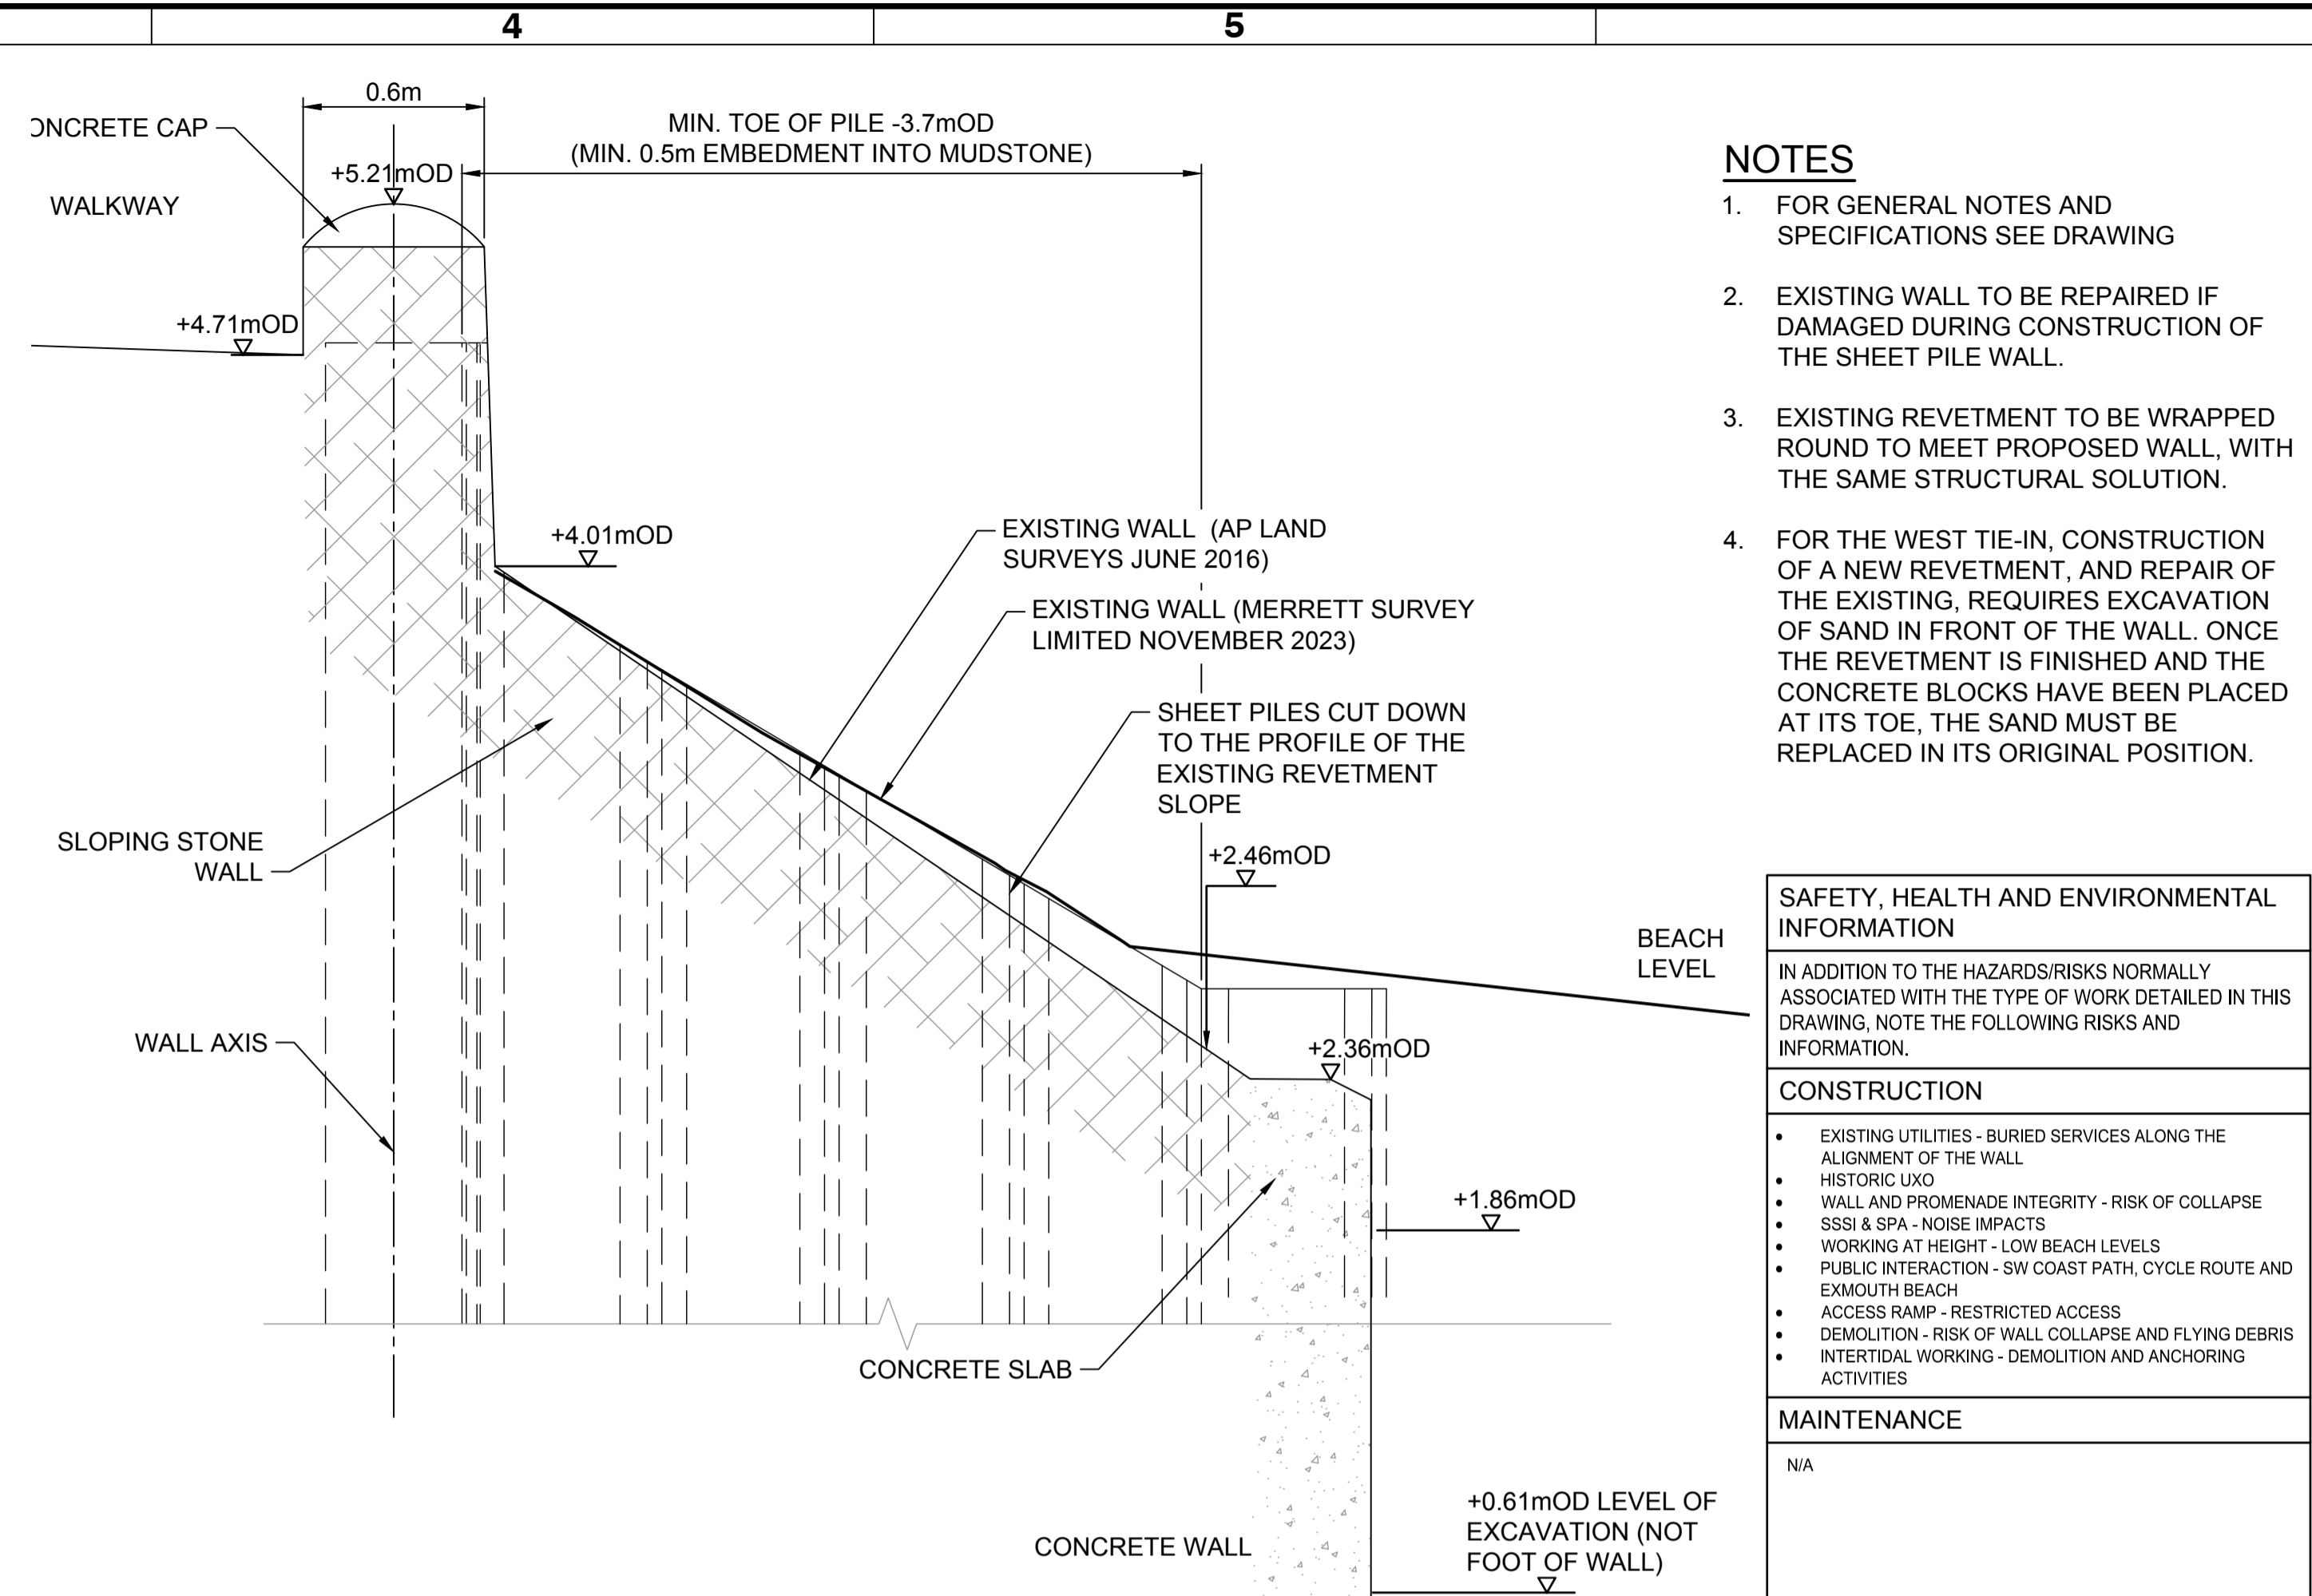 4
5
0.6m
ONCRETE CAP
MIN. TOE OF PILE -3.7mOD
(MIN. 0.5m EMBEDMENT INTO MUDSTONE)
+5.21mOD
WALKWAY
+4.71mOD
+4.01mOD
EXISTING WALL (AP LAND
SURVEYS JUNE 2016)
EXISTING WALL (MERRETT SURVEY
LIMITED NOVEMBER 2023)
SHEET PILES CUT DOWN
TO THE PROFILE OF THE
EXISTING REVETMENT
SLOPE
SLOPING STONE
WALL
+2.46mOD
BEACH
LEVEL
WALL AXIS
+2.36mOD
+1.86mOD
CONCRETE SLAB
CONCRETE WALL
+0.61mOD LEVEL OF
EXCAVATION (NOT
FOOT OF WALL)
NOTES
1. FOR GENERAL NOTES AND
SPECIFICATIONS SEE DRAWING
2. EXISTING WALL TO BE REPAIRED IF
DAMAGED DURING CONSTRUCTION OF
THE SHEET PILE WALL.
3. EXISTING REVETMENT TO BE WRAPPED
ROUND TO MEET PROPOSED WALL, WITH
THE SAME STRUCTURAL SOLUTION.
4. FOR THE WEST TIE-IN, CONSTRUCTION
OF A NEW REVETMENT, AND REPAIR OF
THE EXISTING, REQUIRES EXCAVATION
OF SAND IN FRONT OF THE WALL. ONCE
THE REVETMENT IS FINISHED AND THE
CONCRETE BLOCKS HAVE BEEN PLACED
AT ITS TOE, THE SAND MUST BE
REPLACED IN ITS ORIGINAL POSITION.
SAFETY, HEALTH AND ENVIRONMENTAL
INFORMATION
IN ADDITION TO THE HAZARDS/RISKS NORMALLY
ASSOCIATED WITH THE TYPE OF WORK DETAILED IN THIS
DRAWING, NOTE THE FOLLOWING RISKS AND
INFORMATION.
CONSTRUCTION
• EXISTING UTILITIES - BURIED SERVICES ALONG THE
ALIGNMENT OF THE WALL
• HISTORIC UXO
• WALL AND PROMENADE INTEGRITY - RISK OF COLLAPSE
• SSSI & SPA - NOISE IMPACTS
• WORKING AT HEIGHT - LOW BEACH LEVELS
• PUBLIC INTERACTION - SW COAST PATH, CYCLE ROUTE AND
EXMOUTH BEACH
• ACCESS RAMP - RESTRICTED ACCESS
• DEMOLITION - RISK OF WALL COLLAPSE AND FLYING DEBRIS
• INTERTIDAL WORKING - DEMOLITION AND ANCHORING
ACTIVITIES
MAINTENANCE
N/A